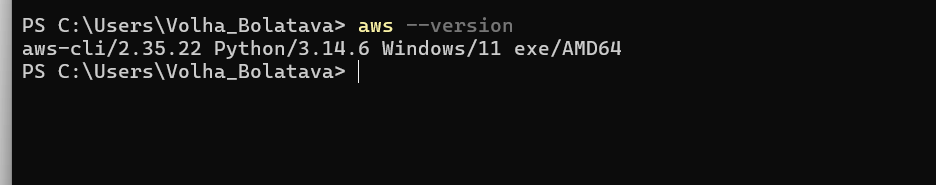 PS C:\Users\Volha_Bolatava> aws --version
aws-cli/2.35.22 Python/3.14.6 Windows/11 exe/AMD64
PS C:\Users\Volha_Bolatava>